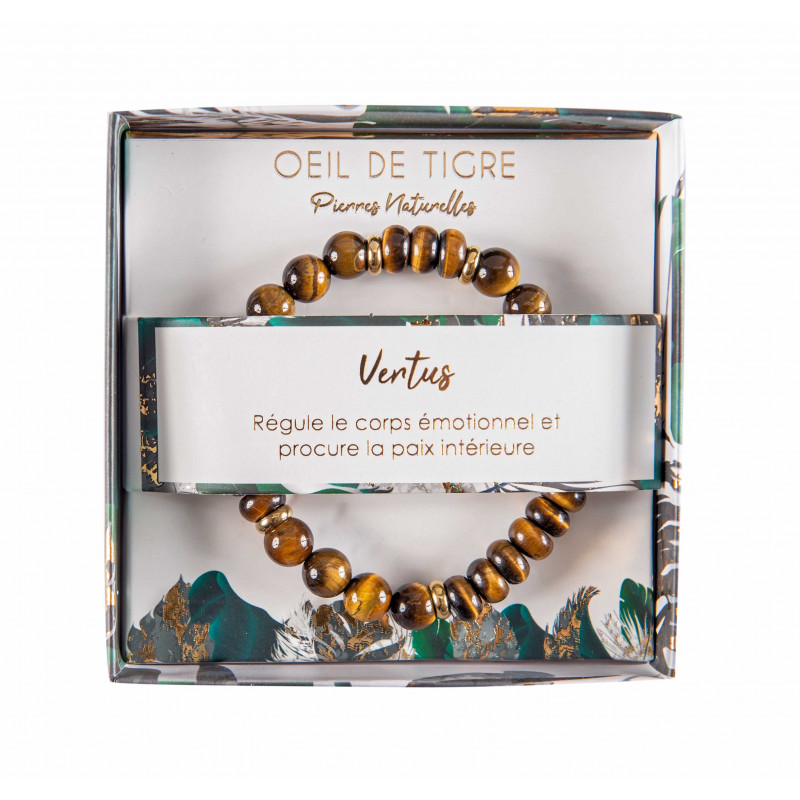 OEIL DE TIGRE
Pierres Naturelles
Vertus
Régule le corps émotionnel et
procure la paix intérieure